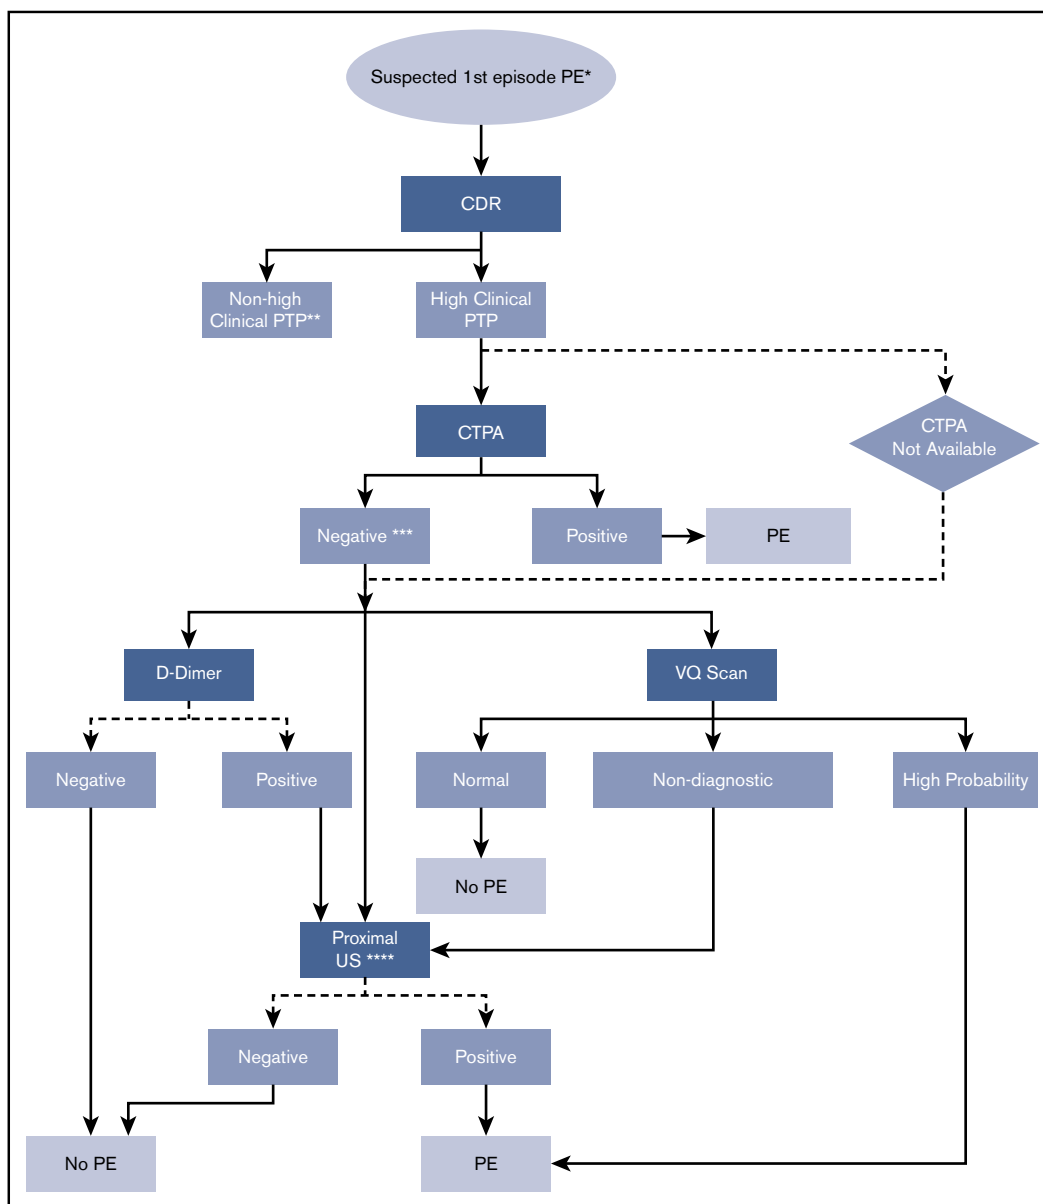 Suspected 1st episode PE*
CDR
Non-high
Clinical PTP**
High Clinical
PTP
CTPA
CTPA
Not Available
Negative ***
Positive
PE
D-Dimer
VQ Scan
Negative
Positive
Normal
Non-diagnostic
High Probability
No PE
Proximal
US ****
Negative
Positive
No PE
PE